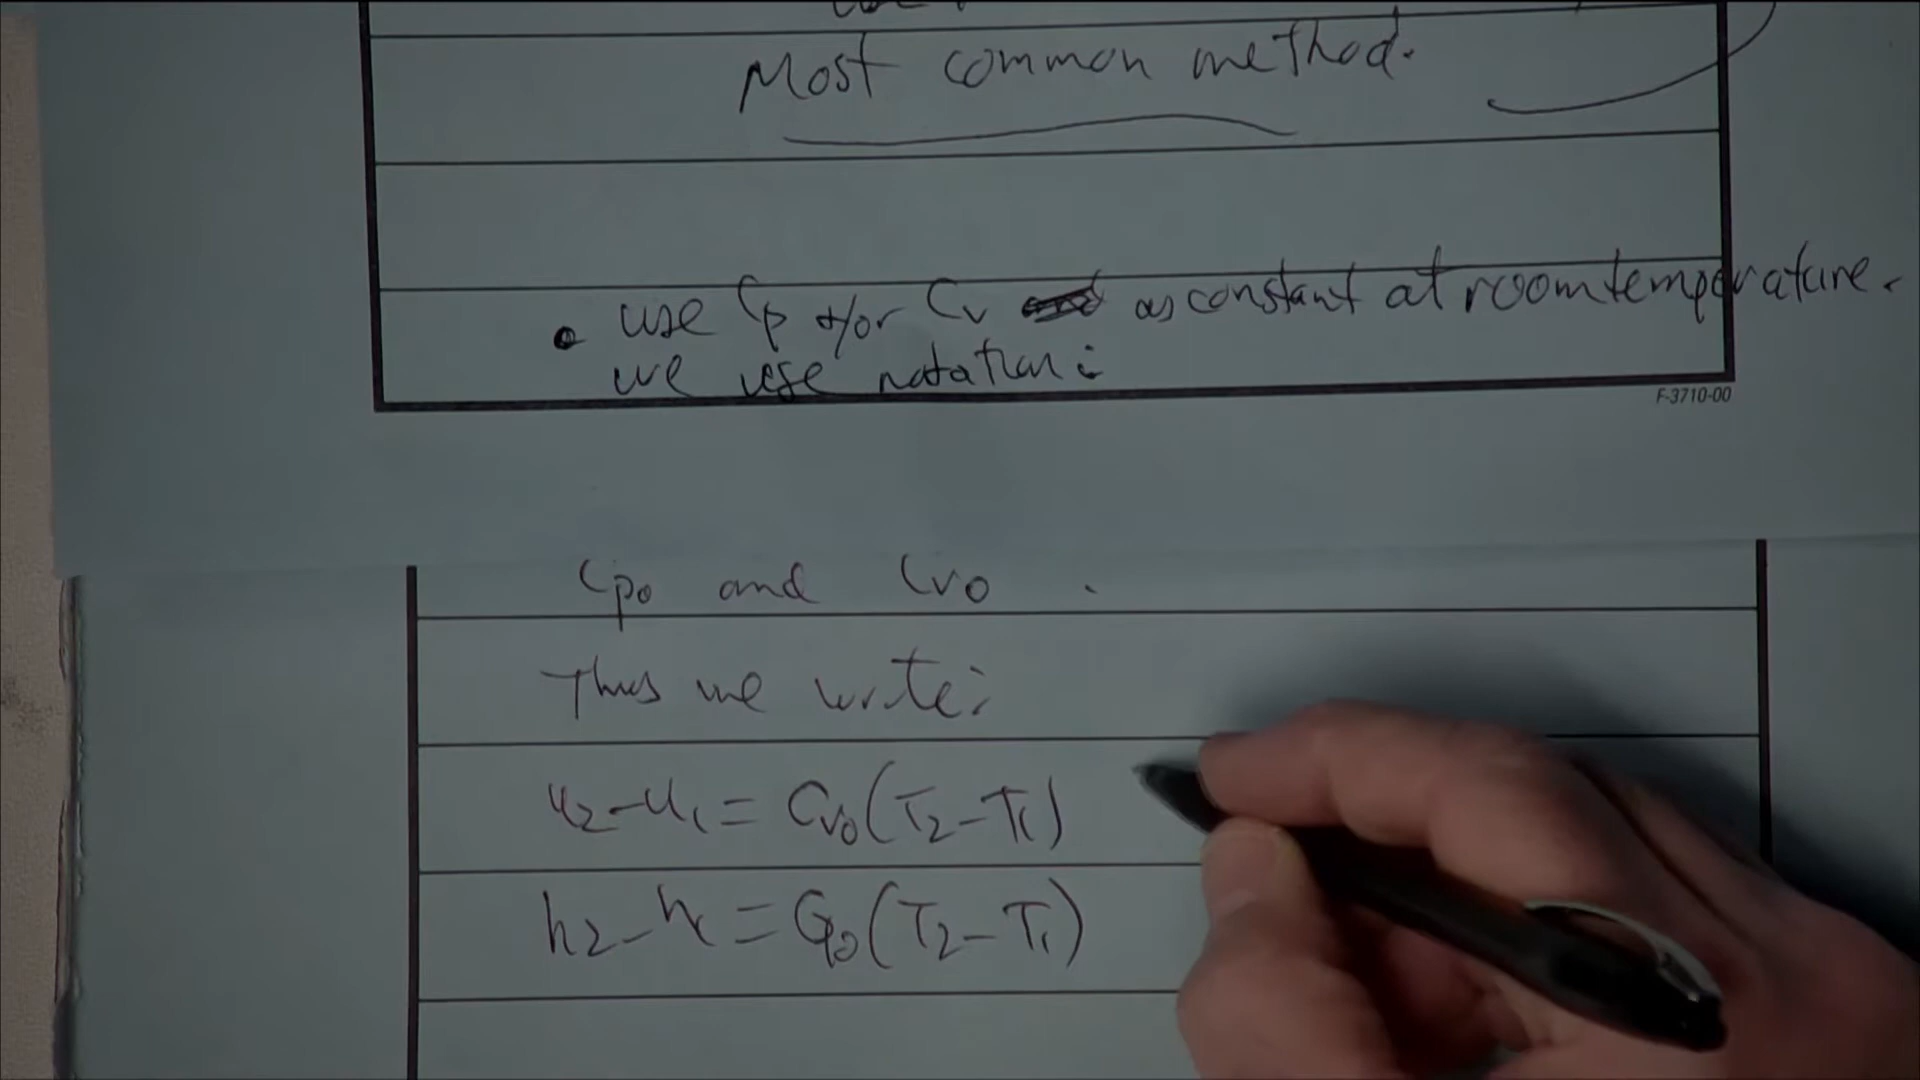 Most common method.
• use Cp &/or Cv as constant at room temperature.
we use notation:
F-3710-00
Cp0 and Cv0 .
Thus we write:
u2-u1 = Cv0(T2-T1)
h2-h1 = Cp0(T2-T1)